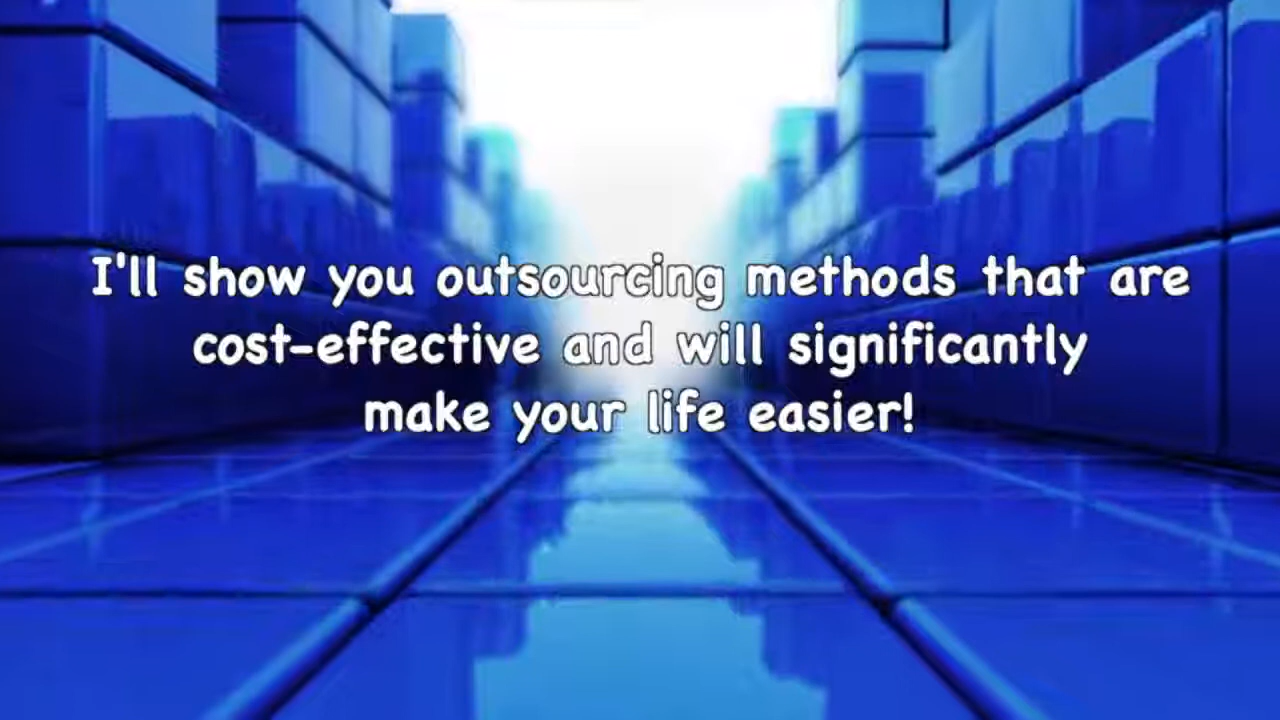 I'll show you outsourcing methods that are
cost-effective and will significantly
make your life easier!